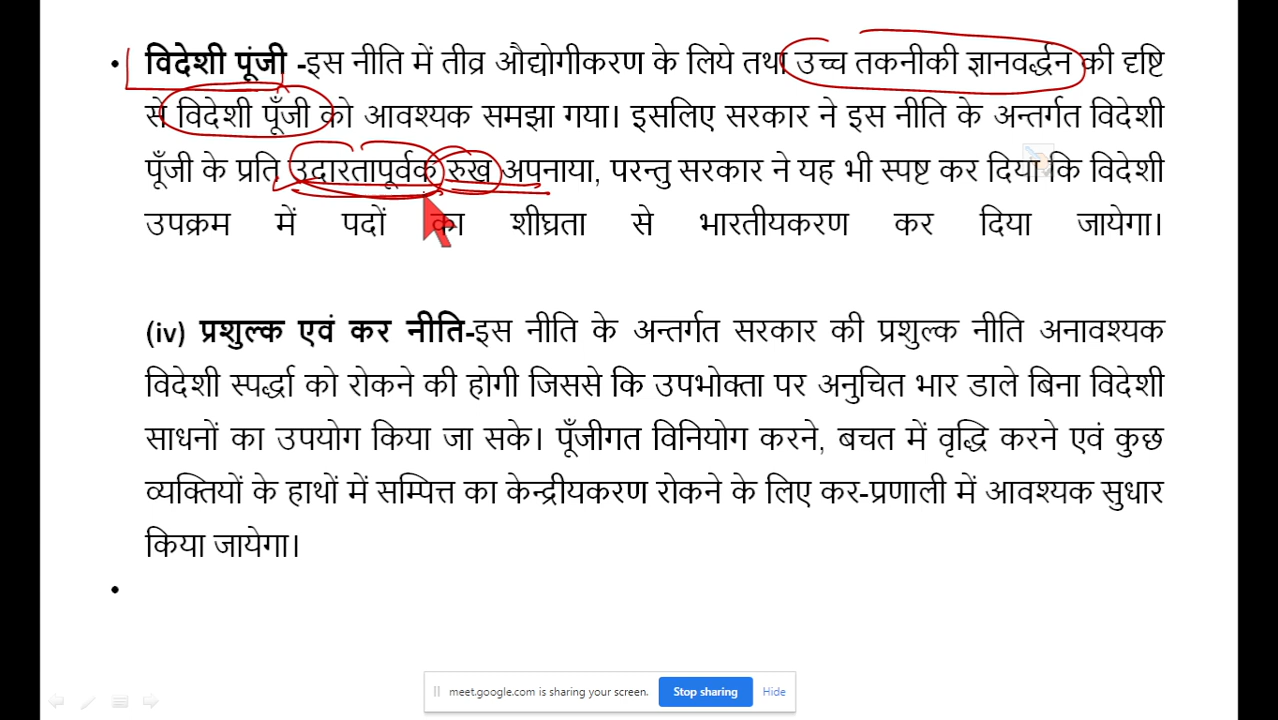 • विदेशी पूंजी -इस नीति में तीव्र औद्योगीकरण के लिये तथा उच्च तकनीकी ज्ञानवर्द्धन की दृष्टि
से विदेशी पूँजी को आवश्यक समझा गया। इसलिए सरकार ने इस नीति के अन्तर्गत विदेशी
पूँजी के प्रति उदारतापूर्वक रुख अपनाया, परन्तु सरकार ने यह भी स्पष्ट कर दिया कि विदेशी
उपक्रम में पदों का शीघ्रता से भारतीयकरण कर दिया जायेगा।
(iv) प्रशुल्क एवं कर नीति-इस नीति के अन्तर्गत सरकार की प्रशुल्क नीति अनावश्यक
विदेशी स्पर्द्धा को रोकने की होगी जिससे कि उपभोक्ता पर अनुचित भार डाले बिना विदेशी
साधनों का उपयोग किया जा सके। पूँजीगत विनियोग करने, बचत में वृद्धि करने एवं कुछ
व्यक्तियों के हाथों में सम्पित्त का केन्द्रीयकरण रोकने के लिए कर-प्रणाली में आवश्यक सुधार
किया जायेगा।
•
meet.google.com is sharing your screen. Stop sharing Hide